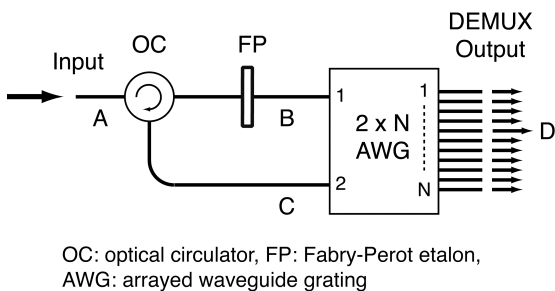 DEMUX
Output
OC
FP
Input
A
B
C
1
2
2 x N
AWG
1
N
D
OC: optical circulator, FP: Fabry-Perot etalon,
AWG: arrayed waveguide grating